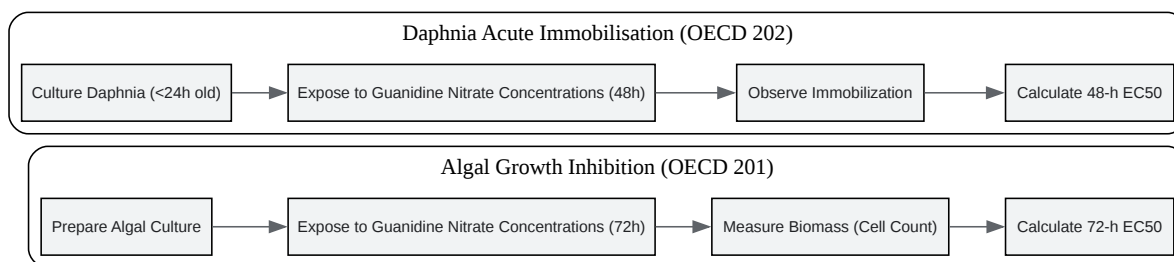 Daphnia Acute Immobilisation (OECD 202)
Culture Daphnia (<24h old)
Expose to Guanidine Nitrate Concentrations (48h)
Observe Immobilization
Calculate 48-h EC50
Algal Growth Inhibition (OECD 201)
Prepare Algal Culture
Expose to Guanidine Nitrate Concentrations (72h)
Measure Biomass (Cell Count)
Calculate 72-h EC50